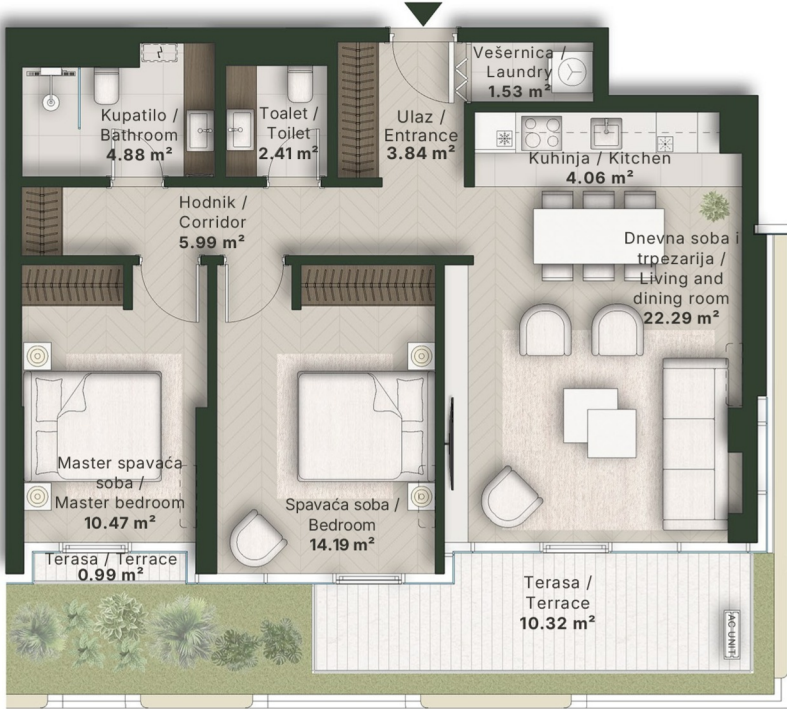 Vešernica /
Laundry
1.53 m²
Kupatilo /
Bathroom
4.88 m²
Toalet /
Toilet
2.41 m²
Ulaz /
Entrance
3.84 m²
Kuhinja / Kitchen
4.06 m²
Hodnik /
Corridor
5.99 m²
Dnevna soba i
trpezarija /
Living and
dining room
22.29 m²
Master spavaća
soba /
Master bedroom
10.47 m²
Spavaća soba /
Bedroom
14.19 m²
Terasa / Terrace
0.99 m²
Terasa /
Terrace
10.32 m²
AC UNIT